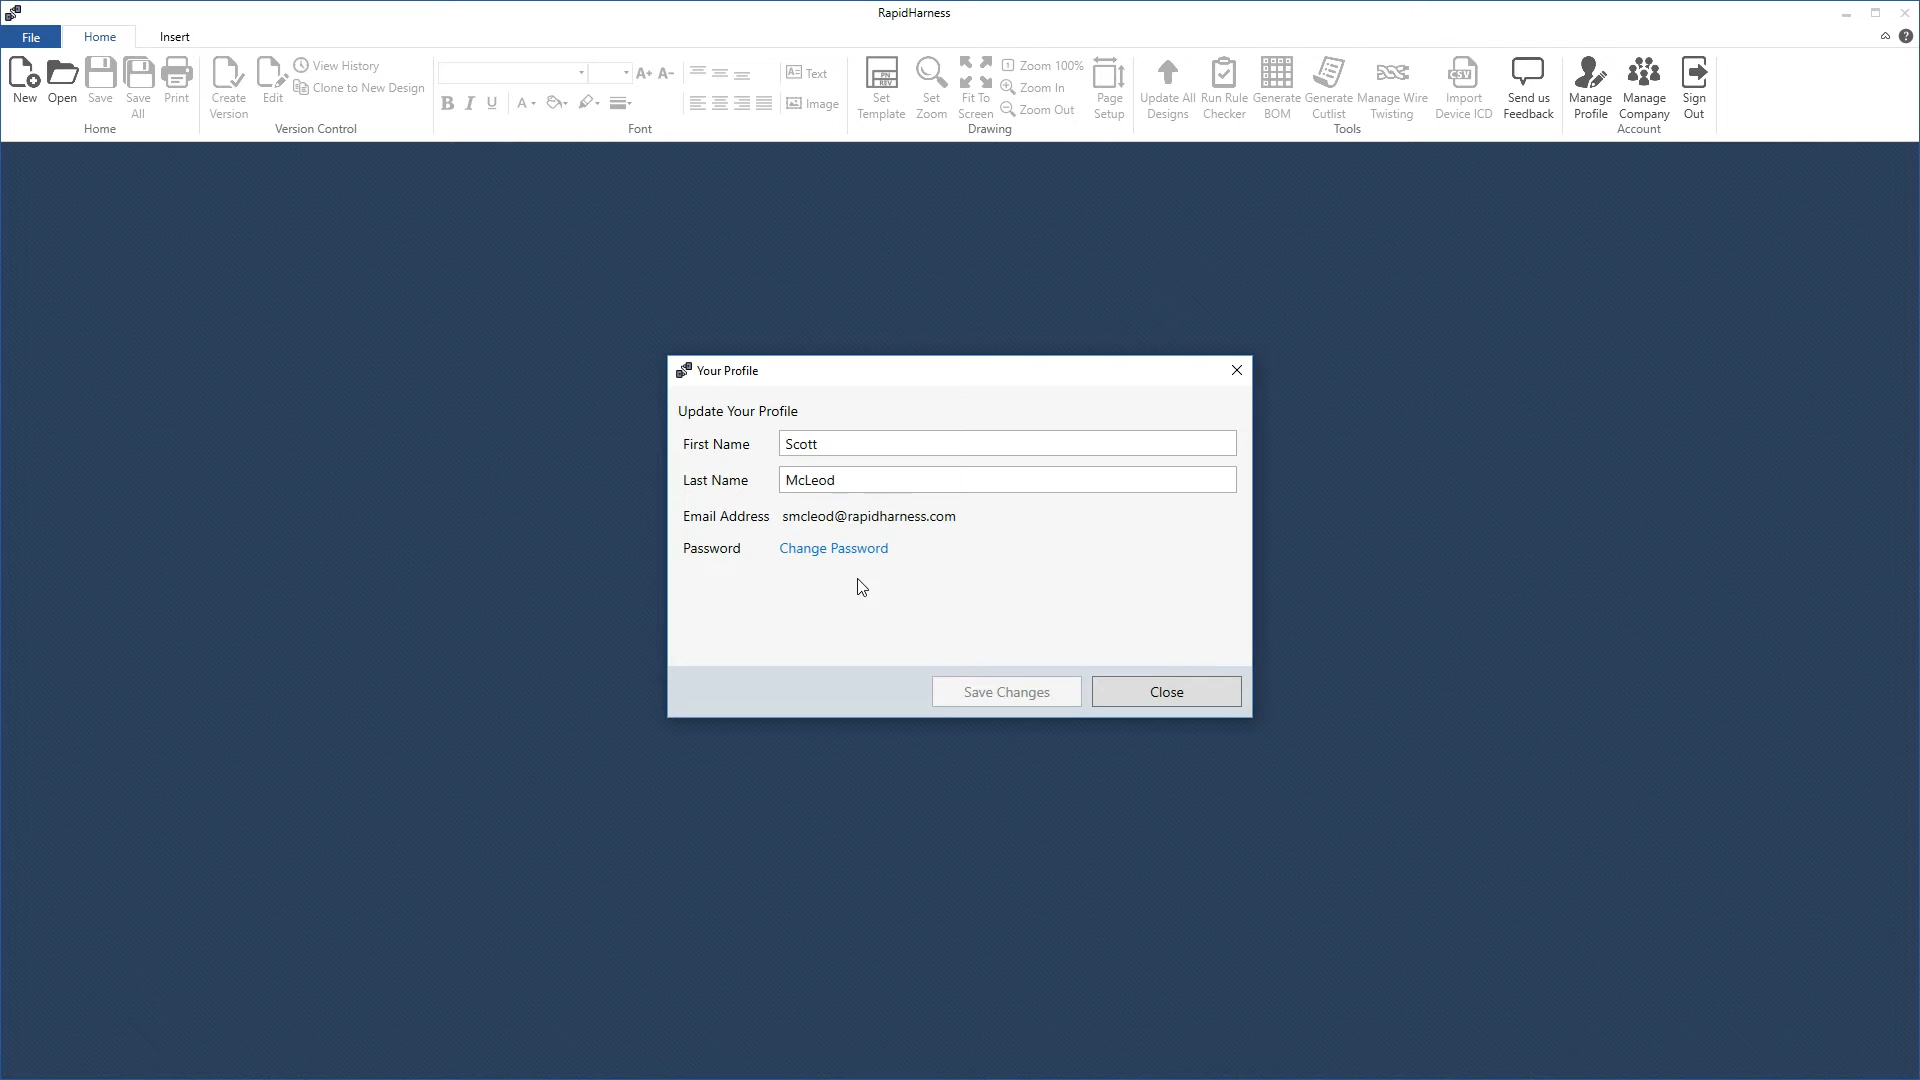 RapidHarness
File
Home
Insert
New
Open
Save
Save All
Print
Home
Create Version
Edit
View History
Clone to New Design
Version Control
A+ A-
B I U A
Font
Text
Image
PN
REV
Set Template
Set Zoom
Fit To Screen
1 Zoom 100%
Zoom In
Zoom Out
Page Setup
Drawing
Update All Designs
Run Rule Checker
Generate BOM
Generate Cutlist
Manage Wire Twisting
CSV
Import Device ICD
Send us Feedback
Tools
Manage Profile
Manage Company
Sign Out
Account
Your Profile
Update Your Profile
First Name Scott
Last Name McLeod
Email Address smcleod@rapidharness.com
Password Change Password
Save Changes
Close